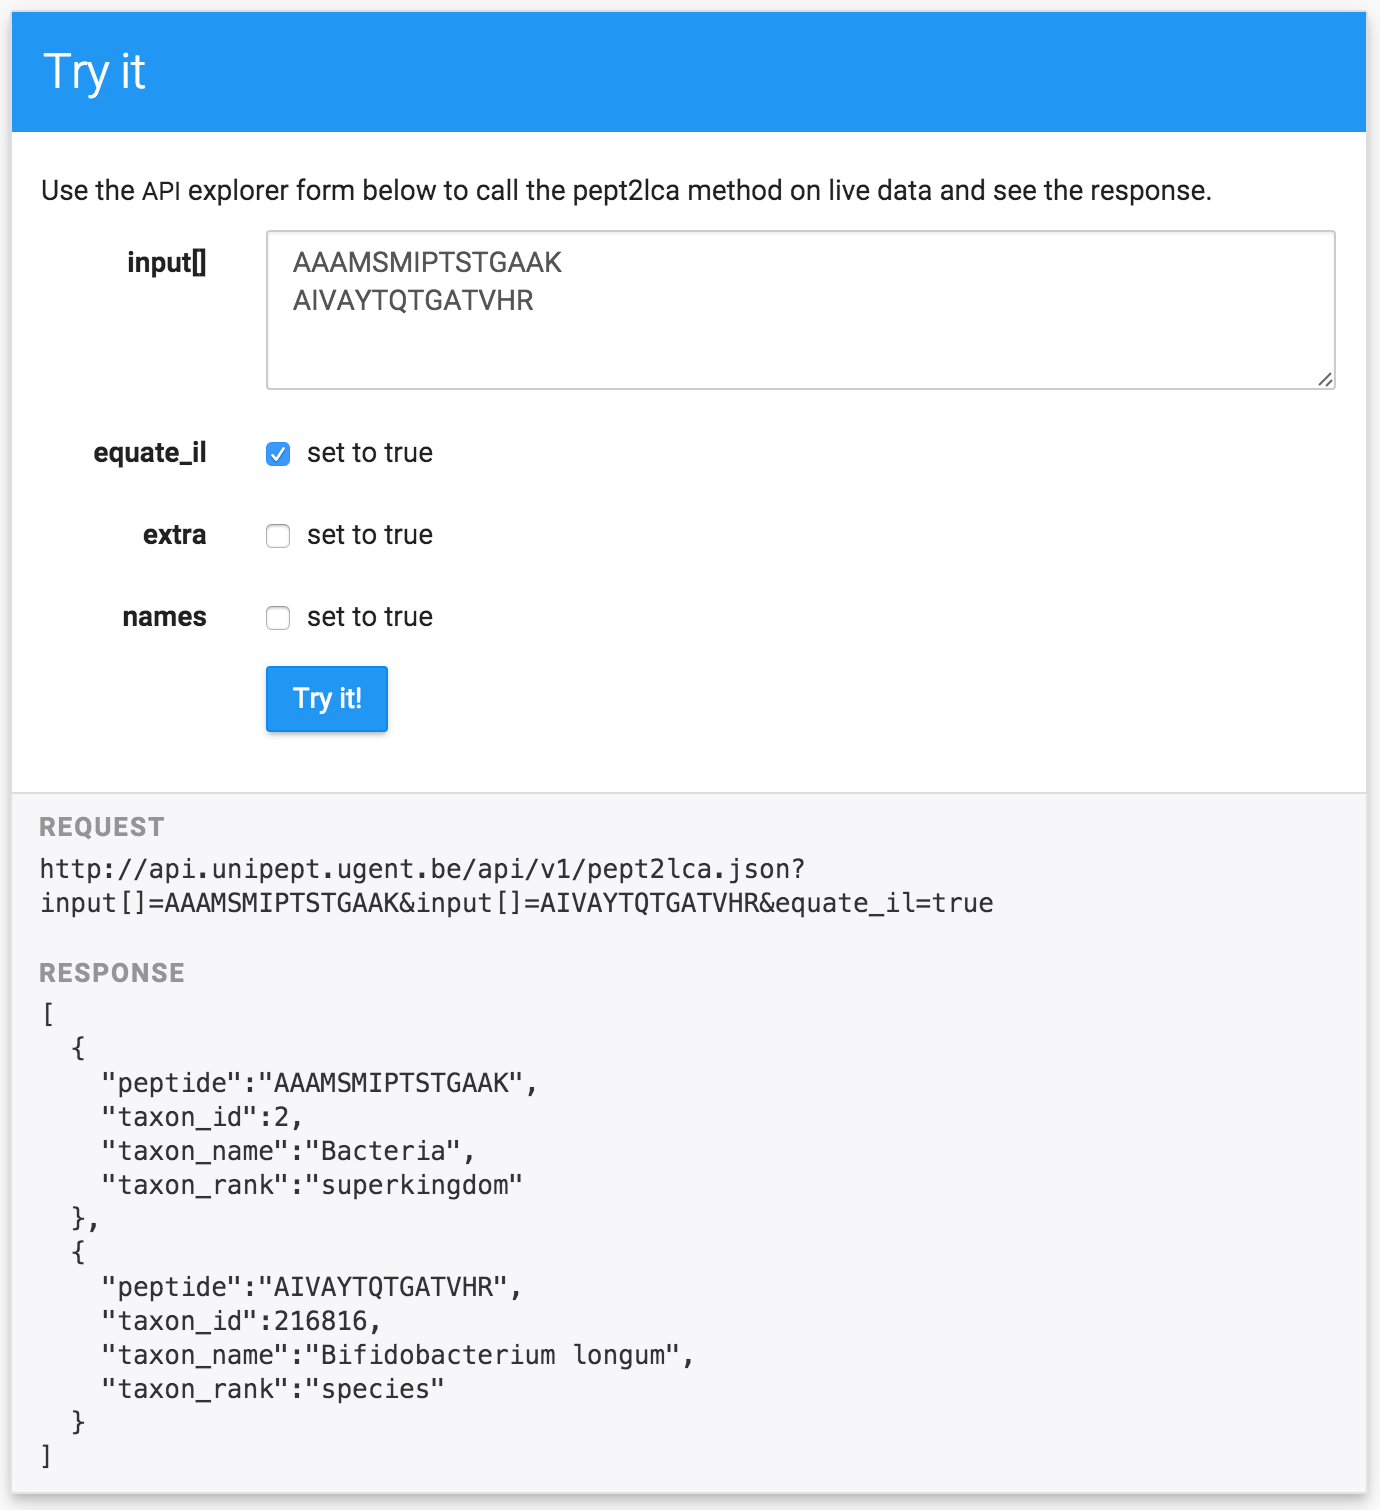 Try it
Use the API explorer form below to call the pept2lca method on live data and see the response.
input[]
AAAMSMIPTSTGAAK
AIVAYTQTGATVHR
equate_il set to true
extra set to true
names set to true
Try it!
REQUEST
http://api.unipept.ugent.be/api/v1/pept2lca.json?
input[]=AAAMSMIPTSTGAAK&input[]=AIVAYTQTGATVHR&equate_il=true
RESPONSE
[
  {
    "peptide":"AAAMSMIPTSTGAAK",
    "taxon_id":2,
    "taxon_name":"Bacteria",
    "taxon_rank":"superkingdom"
  },
  {
    "peptide":"AIVAYTQTGATVHR",
    "taxon_id":216816,
    "taxon_name":"Bifidobacterium longum",
    "taxon_rank":"species"
  }
]